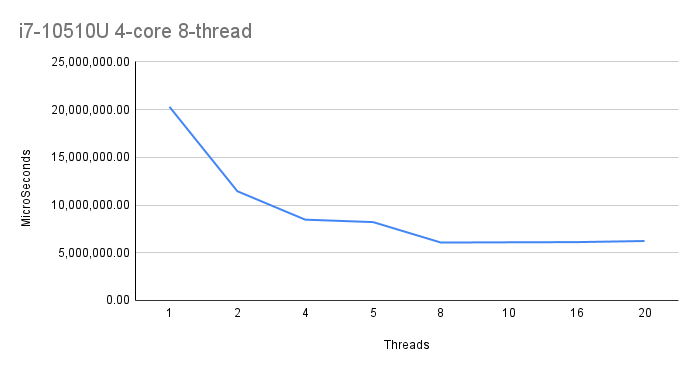 i7-10510U 4-core 8-thread
25,000,000.00
20,000,000.00
15,000,000.00
10,000,000.00
5,000,000.00
0.00
MicroSeconds
1 2 4 5 8 10 16 20
Threads